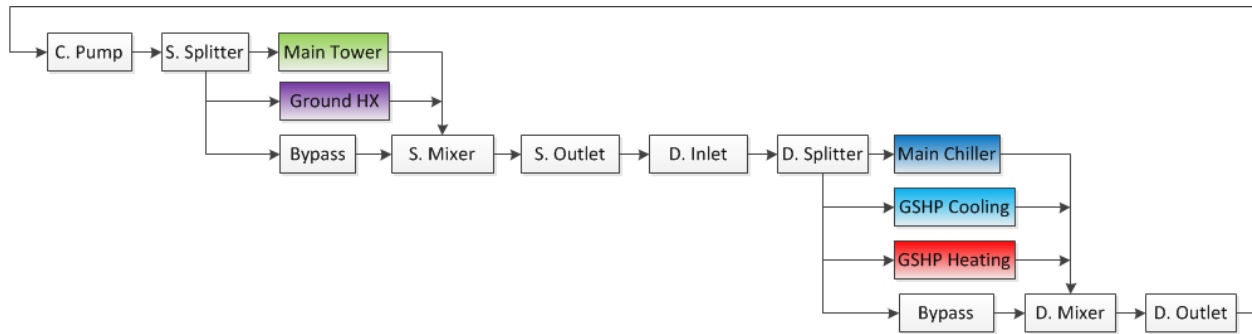 C. Pump
S. Splitter
Main Tower
Ground HX
Bypass
S. Mixer
S. Outlet
D. Inlet
D. Splitter
Main Chiller
GSHP Cooling
GSHP Heating
Bypass
D. Mixer
D. Outlet